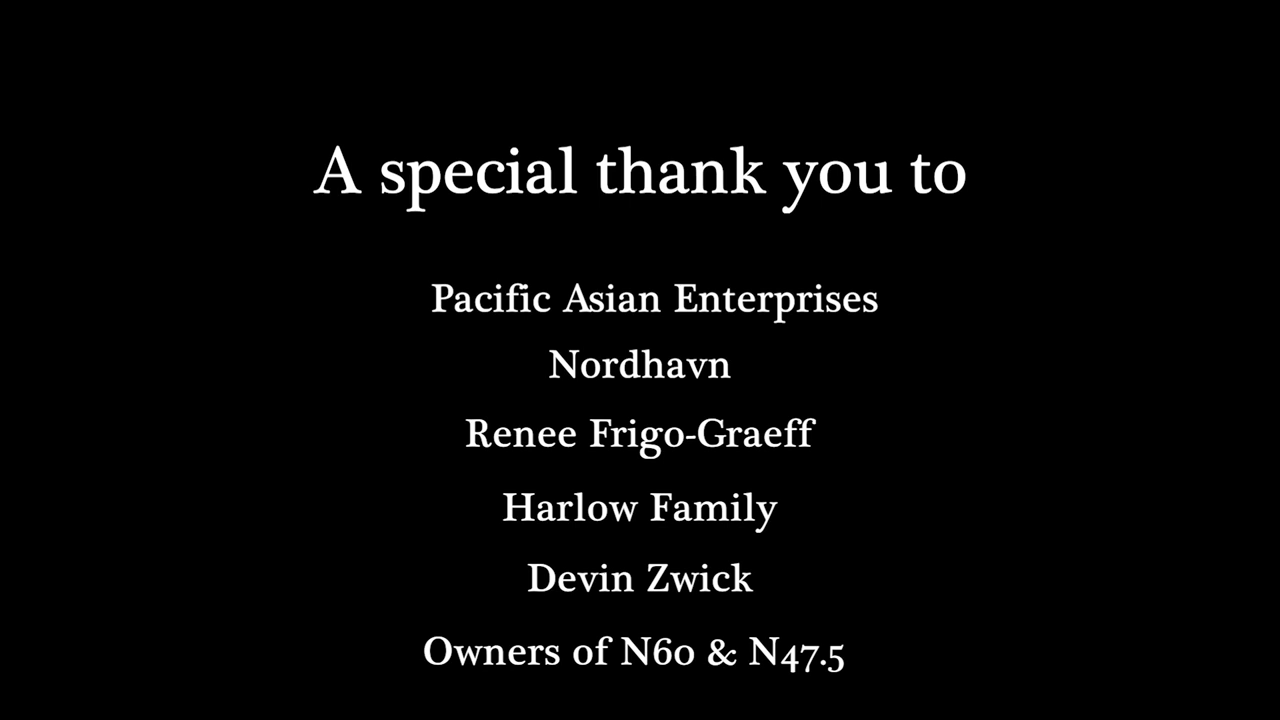 A special thank you to
Pacific Asian Enterprises
Nordhavn
Renee Frigo-Graeff
Harlow Family
Devin Zwick
Owners of N60 & N47.5